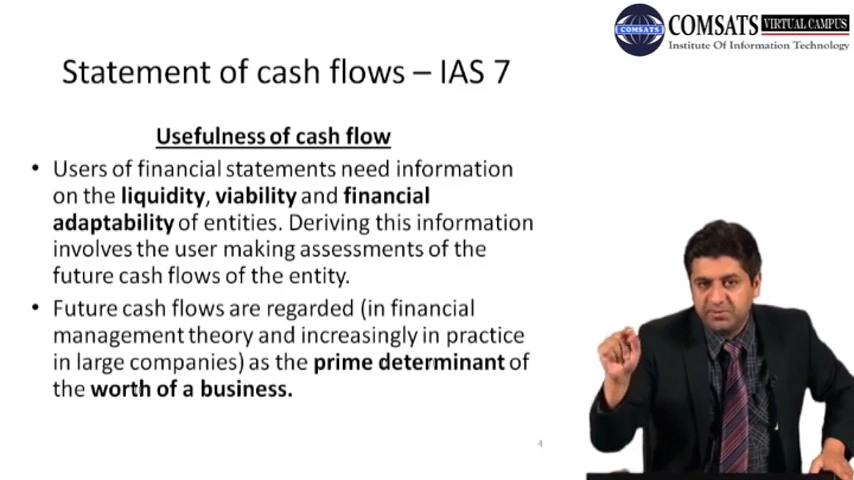 COMSATS
COMSATS VIRTUAL CAMPUS
Institute Of Information Technology
Statement of cash flows – IAS 7
Usefulness of cash flow
• Users of financial statements need information
on the liquidity, viability and financial
adaptability of entities. Deriving this information
involves the user making assessments of the
future cash flows of the entity.
• Future cash flows are regarded (in financial
management theory and increasingly in practice
in large companies) as the prime determinant of
the worth of a business.
4